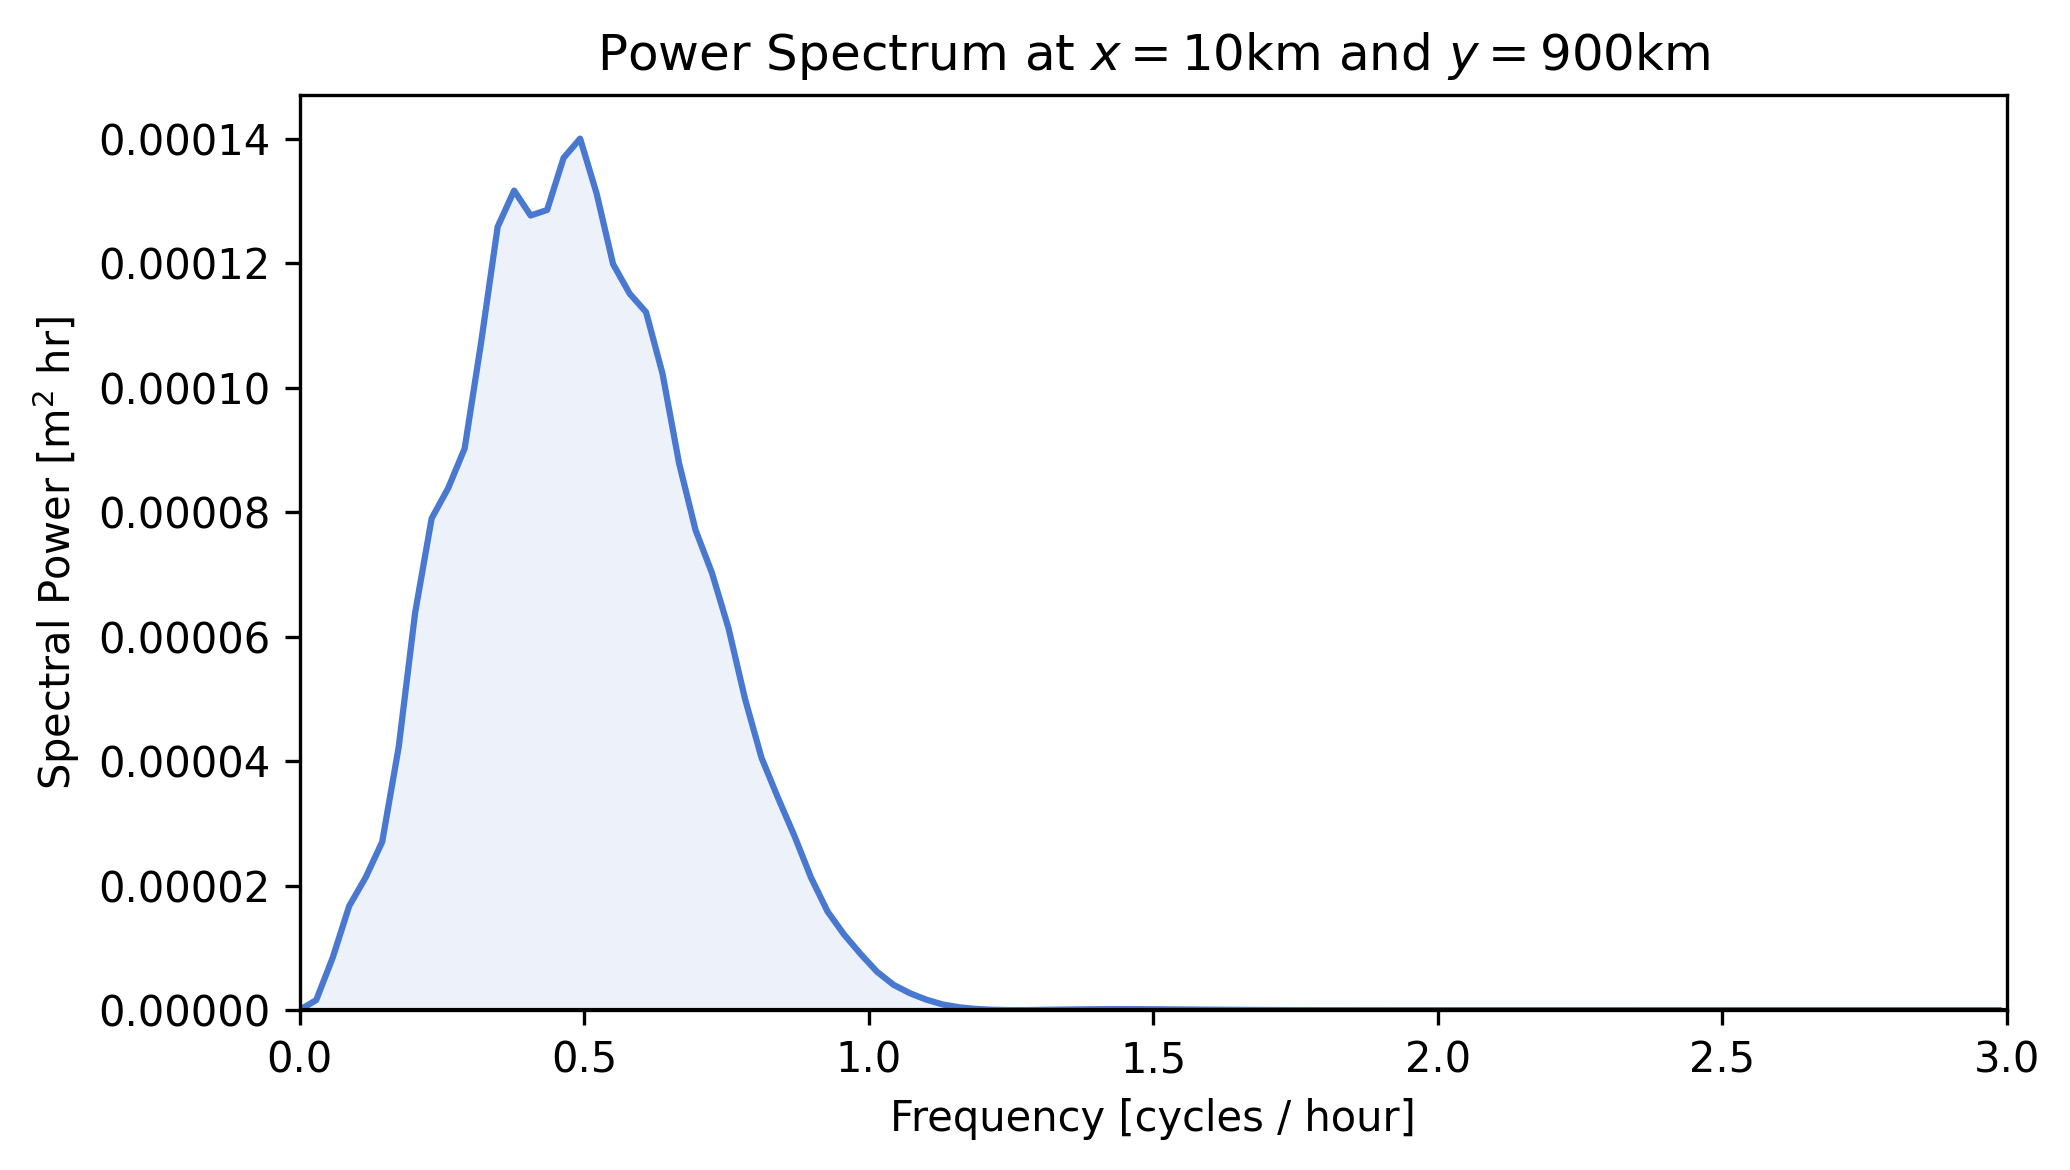 Power Spectrum at x = 10km and y = 900km
Spectral Power [m² hr]
0.00014
0.00012
0.00010
0.00008
0.00006
0.00004
0.00002
0.00000
0.0 0.5 1.0 1.5 2.0 2.5 3.0
Frequency [cycles / hour]